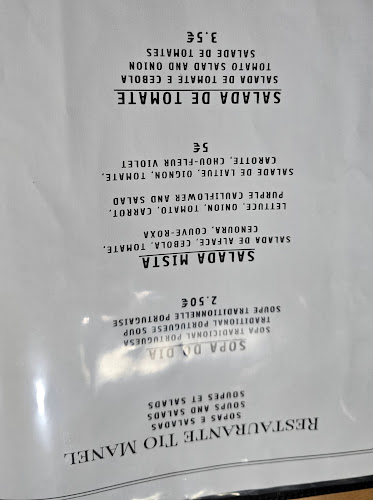 RESTAURANTE TIO MANEL
SOPAS E SALADAS
SOUPS AND SALADS
SOUPES ET SALADS
SOPA DO DIA
SOPA TRADICIONAL PORTUGUESA
TRADITIONAL PORTUGUESE SOUP
SOUPE TRADITIONNELLE PORTUGAISE
2.50€
SALADA MISTA
SALADA DE ALFACE, CEBOLA, TOMATE,
CENOURA, COUVE-ROXA
LETTUCE, ONION, TOMATO, CARROT,
PURPLE CAULIFLOWER AND SALAD
SALADE DE LAITUE, OIGNON, TOMATE,
CAROTTE, CHOU-FLEUR VIOLET
5€
SALADA DE TOMATE
SALADA DE TOMATE E CEBOLA
TOMATO SALAD AND ONION
SALADE DE TOMATES
3.5€